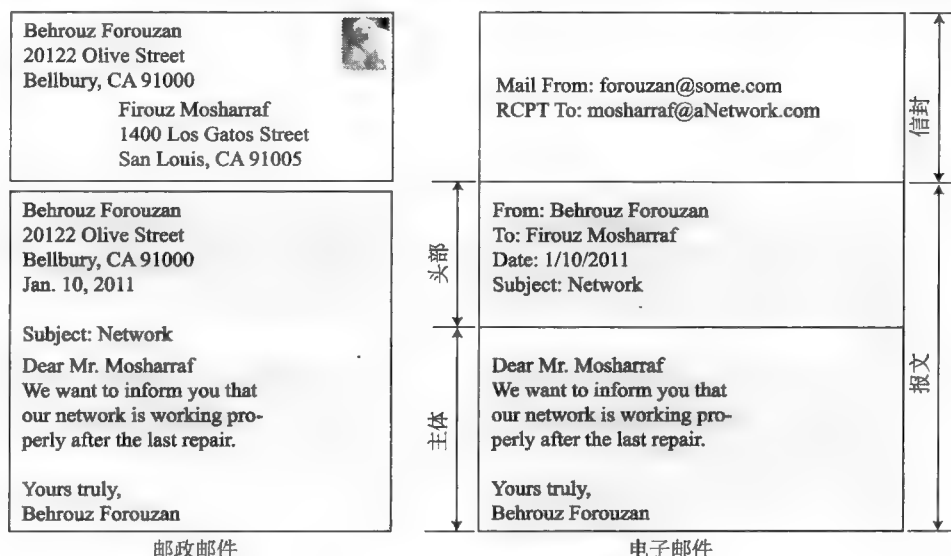 Behrouz Forouzan
20122 Olive Street
Bellbury, CA 91000
Firouz Mosharraf
1400 Los Gatos Street
San Louis, CA 91005
Behrouz Forouzan
20122 Olive Street
Bellbury, CA 91000
Jan. 10, 2011
Subject: Network
Dear Mr. Mosharraf
We want to inform you that
our network is working pro-
perly after the last repair.
Yours truly,
Behrouz Forouzan
邮政邮件
Mail From: forouzan@some.com
RCPT To: mosharraf@aNetwork.com
信封
头部
From: Behrouz Forouzan
To: Firouz Mosharraf
Date: 1/10/2011
Subject: Network
主体
Dear Mr. Mosharraf
We want to inform you that
our network is working pro-
perly after the last repair.
Yours truly,
Behrouz Forouzan
报文
电子邮件